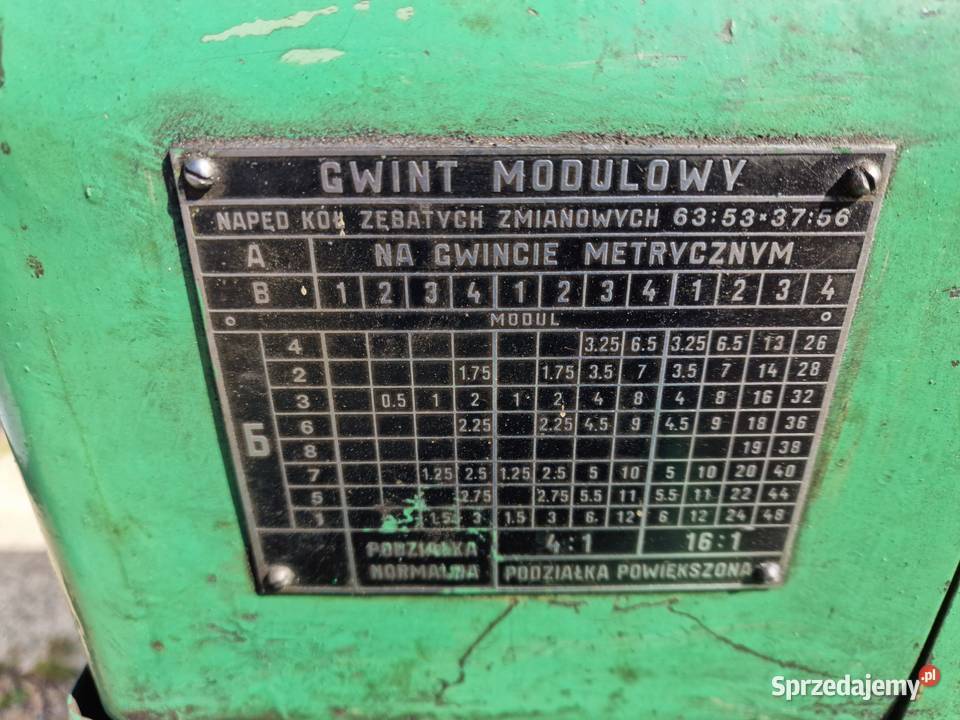 GWINT MODULOWY
NAPĘD KÓŁ ZĘBATYCH ZMIANOWYCH 63:53×37:56
A NA GWINCIE METRYCZNYM
B 1 2 3 4 1 2 3 4 1 2 3 4
MODUL
4 3.25 6.5 3.25 6.5 13 26
2 1.75 1.75 3.5 7 3.5 7 14 28
3 0.5 1 2 1 2 4 8 4 8 16 32
6 2.25 2.25 4.5 9 4.5 9 18 36
Б
8 19 38
7 1.25 2.5 1.25 2.5 5 10 5 10 20 40
5 2.75 2.75 5.5 11 5.5 11 22 44
1 1.5 3 1.5 3 6 12 6 12 24 48
PODZIAŁKA NORMALNA
4:1 16:1
PODZIAŁKA POWIĘKSZONA
Sprzedajemy.pl